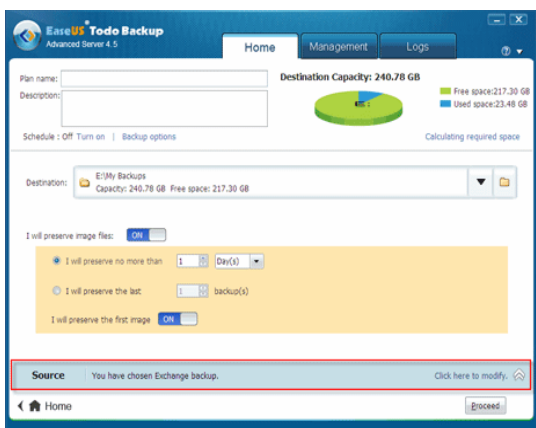 EaseUS Todo Backup
Advanced Server 4.5
Home Management Logs
Plan name:
Description:
Schedule : Off Turn on | Backup options
Destination Capacity: 240.78 GB
Free space:217.30 GB
Used space:23.48 GB
Calculating required space
Destination: E:\My Backups
Capacity: 240.78 GB Free space: 217.30 GB
I will preserve image files: ON
I will preserve no more than 1 Day(s)
I will preserve the last 1 backup(s)
I will preserve the first image ON
Source You have chosen Exchange backup. Click here to modify.
Home Proceed